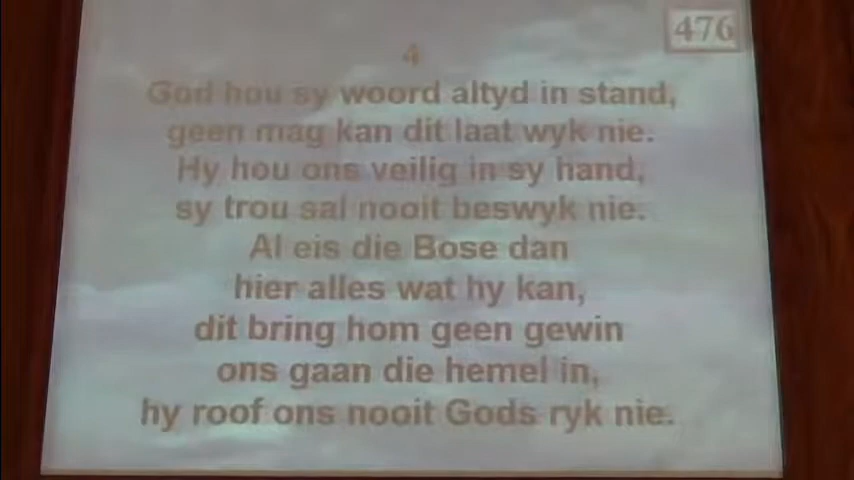 476
4
God hou sy woord altyd in stand,
geen mag kan dit laat wyk nie.
Hy hou ons veilig in sy hand,
sy trou sal nooit beswyk nie.
Al eis die Bose dan
hier alles wat hy kan,
dit bring hom geen gewin
ons gaan die hemel in,
hy roof ons nooit Gods ryk nie.